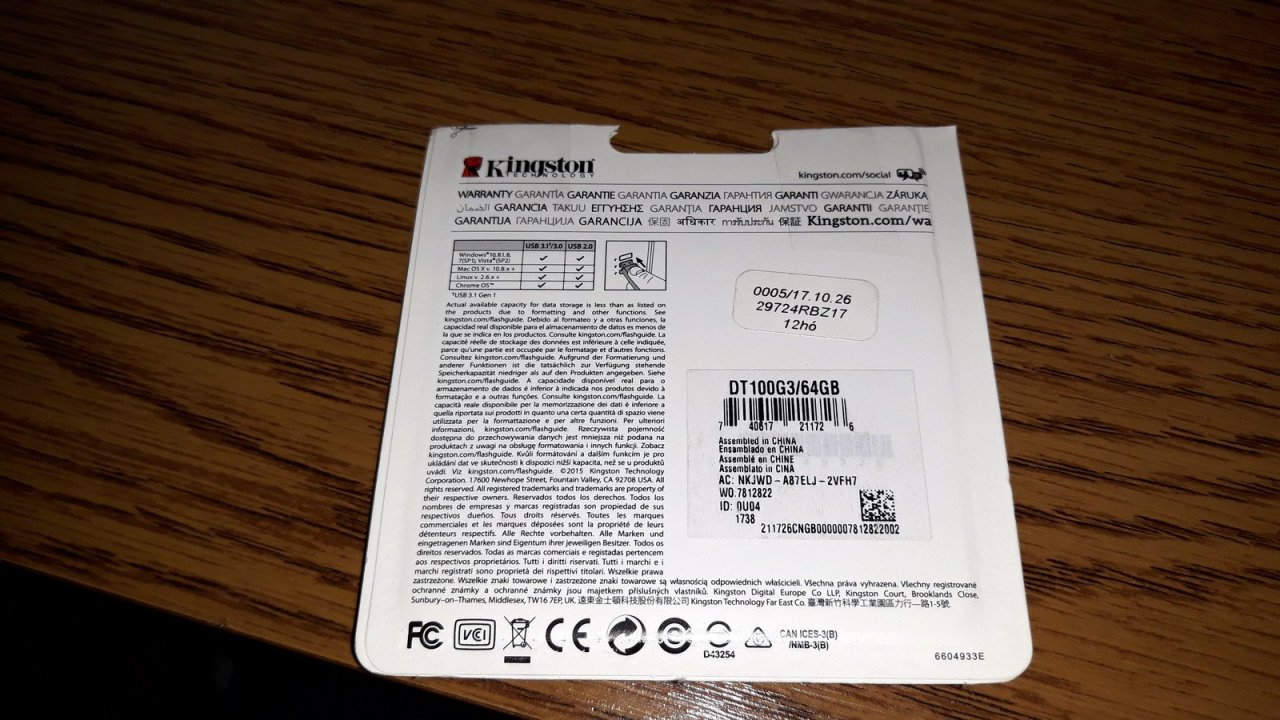 Kingston
TECHNOLOGY
kingston.com/social
WARRANTY GARANTÍA GARANTIE GARANTIA GARANZIA ГАРАНТИЯ GARANTI GWARANCJA ZÁRUKA
الضمان GARANCIA TAKUU ΕΓΓΥΗΣΗΣ GARANȚIA ГАРАНЦИЯ JAMSTVO GARANTII GARANTIE
GARANTIJA ГАРАНЦИЈА GARANCIJA 保固 अधिकार การรับประกัน 保証 Kingston.com/wa
USB 3.1†/3.0 USB 2.0
Windows® 10, 8.1, 8,
7(SP1), Vista® (SP2)
Mac OS X v. 10.8.x +
Linux v. 2.6.x +
Chrome OS™
†USB 3.1 Gen 1
Actual available capacity for data storage is less than as listed on
the products due to formatting and other functions. See
kingston.com/flashguide. Debido al formateo y a otras funciones, la
capacidad real disponible para el almacenamiento de datos es menos de
la que se indica en los productos. Consulte kingston.com/flashguide. La
capacité réelle de stockage des données est inférieure à celle indiquée,
parce qu'une partie est occupée par le formatage et d'autres fonctions.
Consultez kingston.com/flashguide. Aufgrund der Formatierung und
anderer Funktionen ist die tatsächlich zur Verfügung stehende
Speicherkapazität niedriger als auf den Produkten angegeben. Siehe
kingston.com/flashguide. A capacidade disponível real para o
armazenamento de dados é inferior à indicada nos produtos devido à
formatação e a outras funções. Consulte kingston.com/flashguide. La
capacità reale disponibile per la memorizzazione dei dati è inferiore a
quella riportata sui prodotti in quanto una certa quantità di spazio viene
utilizzata per la formattazione e per altre funzioni. Per ulteriori
informazioni, kingston.com/flashguide. Rzeczywista pojemność
dostępna do przechowywania danych jest mniejsza niż podana na
produktach z uwagi na obsługę formatowania i innych funkcji. Zobacz
kingston.com/flashguide. Kvůli formátování a dalším funkcím je pro
ukládání dat ve skutečnosti k dispozici nižší kapacita, než se u produktů
uvádí. Viz kingston.com/flashguide. ©2015 Kingston Technology
Corporation. 17600 Newhope Street, Fountain Valley, CA 92708 USA. All
rights reserved. All registered trademarks and trademarks are property of
their respective owners. Reservados todos los derechos. Todos los
nombres de empresas y marcas registradas son propiedad de sus
respectivos dueños. Tous droits réservés. Toutes les marques
commerciales et les marques déposées sont la propriété de leurs
détenteurs respectifs. Alle Rechte vorbehalten. Alle Marken und
eingetragenen Marken sind Eigentum ihrer jeweiligen Besitzer. Todos os
direitos reservados. Todas as marcas comerciais e registadas pertencem
aos respectivos proprietários. Tutti i diritti riservati. Tutti i marchi e i
marchi registrati sono proprietà dei rispettivi titolari. Wszelkie prawa
zastrzeżone. Wszelkie znaki towarowe i zastrzeżone znaki towarowe są własnością odpowiednich właścicieli. Všechna práva vyhrazena. Všechny registrované
ochranné známky a ochranné známky jsou majetkem příslušných vlastníků. Kingston Digital Europe Co LLP, Kingston Court, Brooklands Close,
Sunbury-on-Thames, Middlesex, TW16 7EP, UK. 遠東金士頓科技股份有限公司 Kingston Technology Far East Co. 臺灣新竹科學工業園區力行一路1-5號.
0005/17.10.26
29724RBZ17
12hó
DT100G3/64GB
7 40617 21172 6
Assembled in CHINA
Ensamblado en CHINA
Assemblé en CHINE
Assemblato in CINA
AC: NKJWD-A87ELJ-2VFH7
WO.7812822
ID: 0U04
1738
211726CNGB0000007812822002
FC VCI CE
D43254
CAN ICES-3(B)
/NMB-3(B)
6604933E